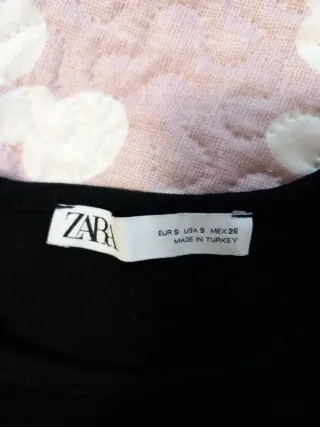 ZARA
EUR S USA S MEX 26
MADE IN TURKEY